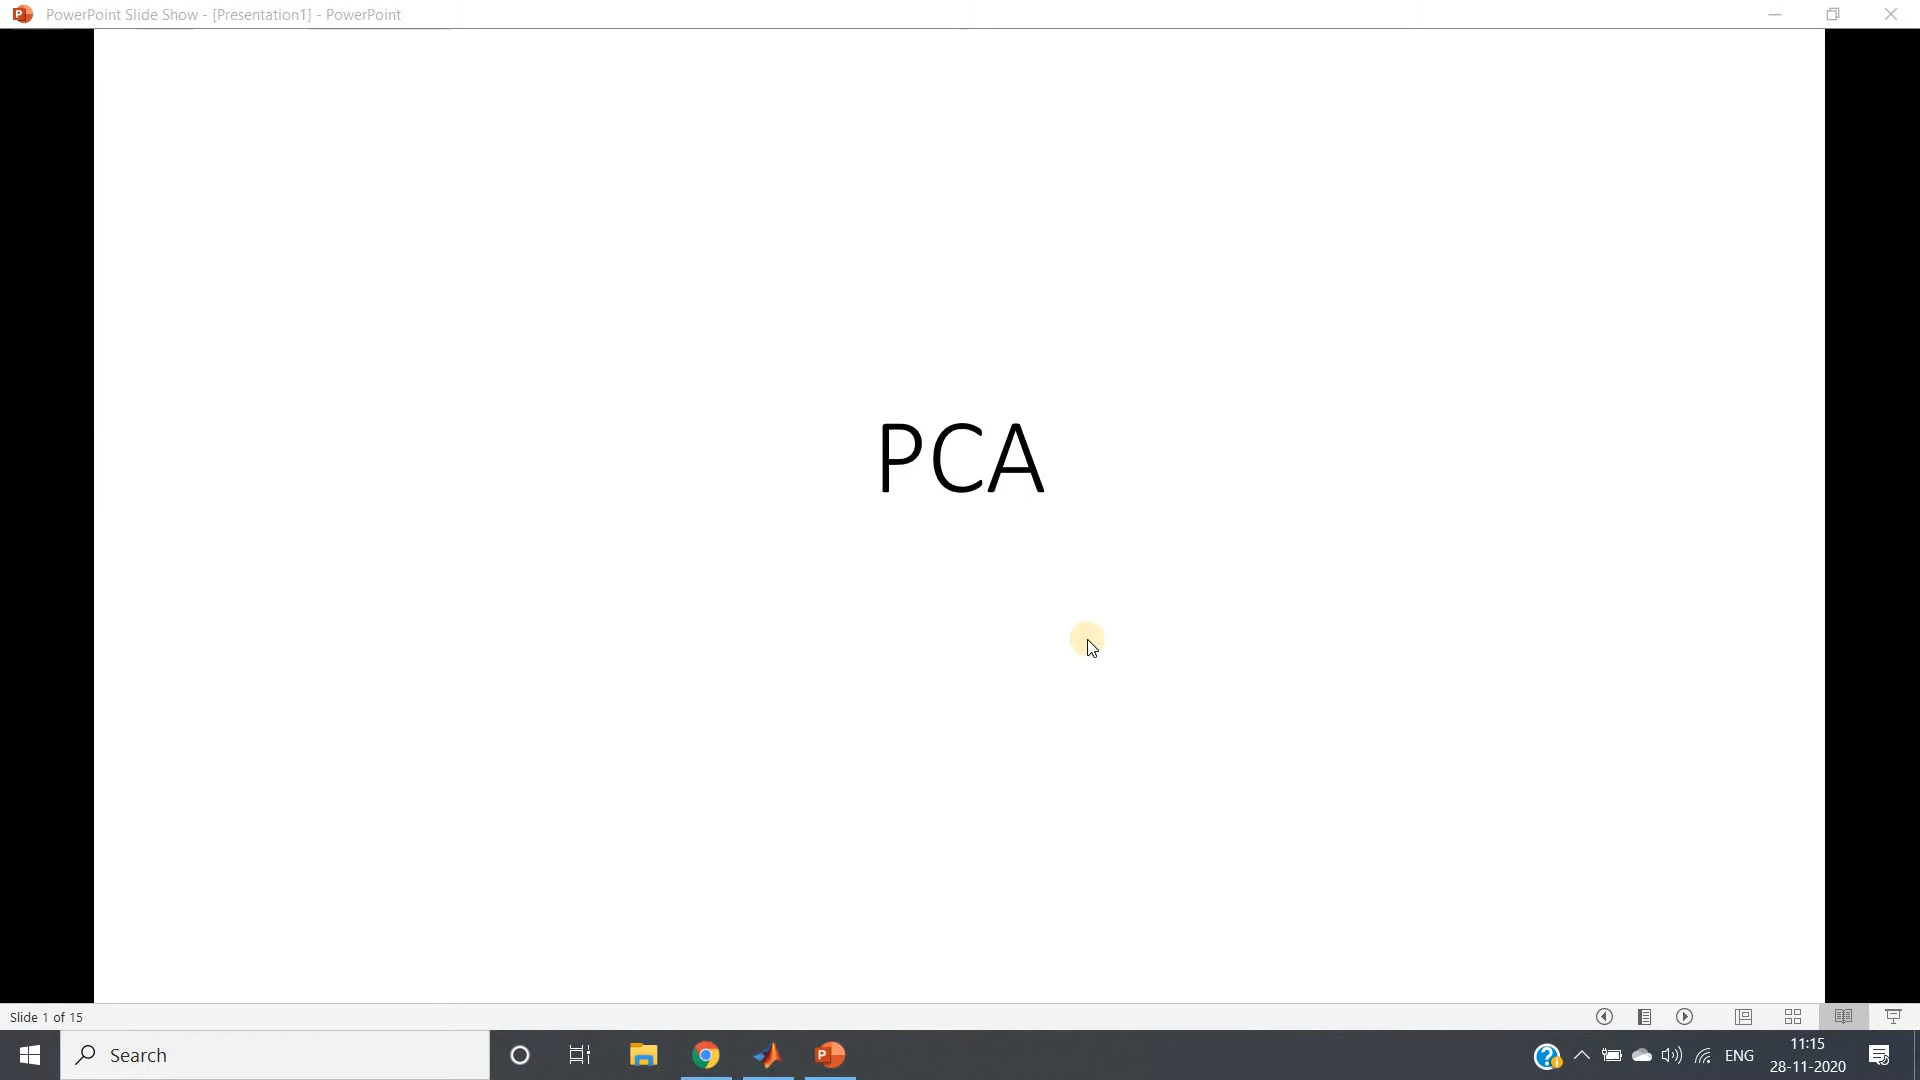 PowerPoint Slide Show - [Presentation1] - PowerPoint
PCA
Slide 1 of 15
Search
ENG
11:15
28-11-2020